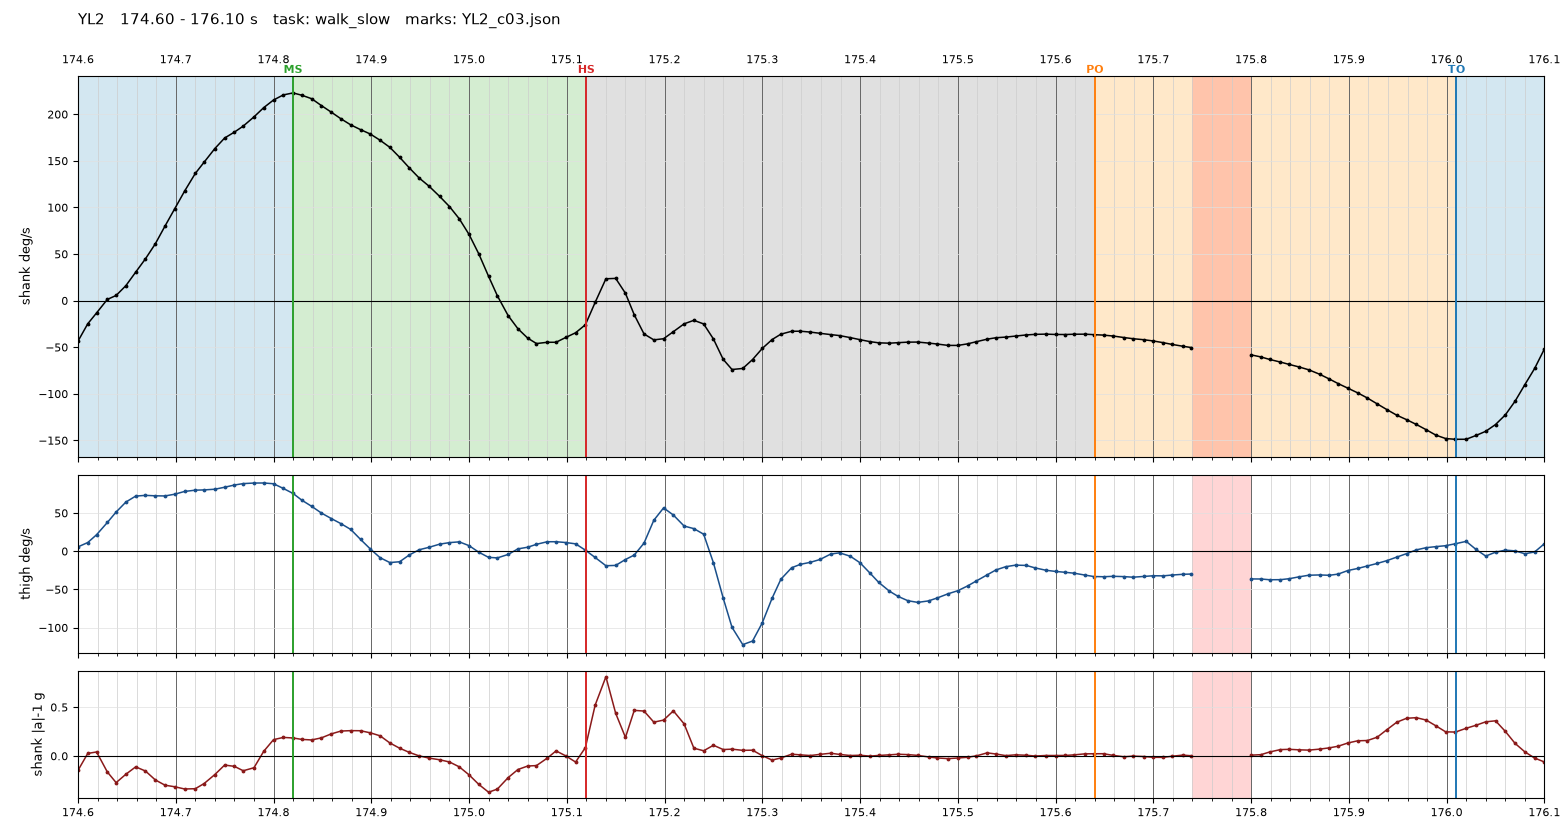 YL2   174.60 - 176.10 s   task: walk_slow   marks: YL2_c03.json
174.6 174.7 174.8 174.9 175.0 175.1 175.2 175.3 175.4 175.5 175.6 175.7 175.8 175.9 176.0 176.1
MS HS PO TO
200
150
100
50
0
−50
−100
−150
shank deg/s
50
0
−50
−100
thigh deg/s
0.5
0.0
shank |a|-1 g
174.6 174.7 174.8 174.9 175.0 175.1 175.2 175.3 175.4 175.5 175.6 175.7 175.8 175.9 176.0 176.1